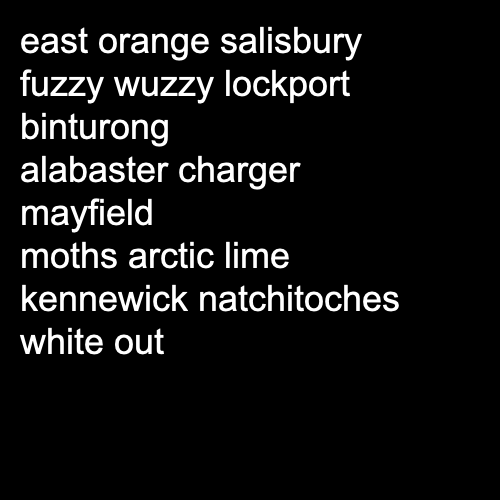 east orange salisbury
fuzzy wuzzy lockport
binturong
alabaster charger
mayfield
moths arctic lime
kennewick natchitoches
white out